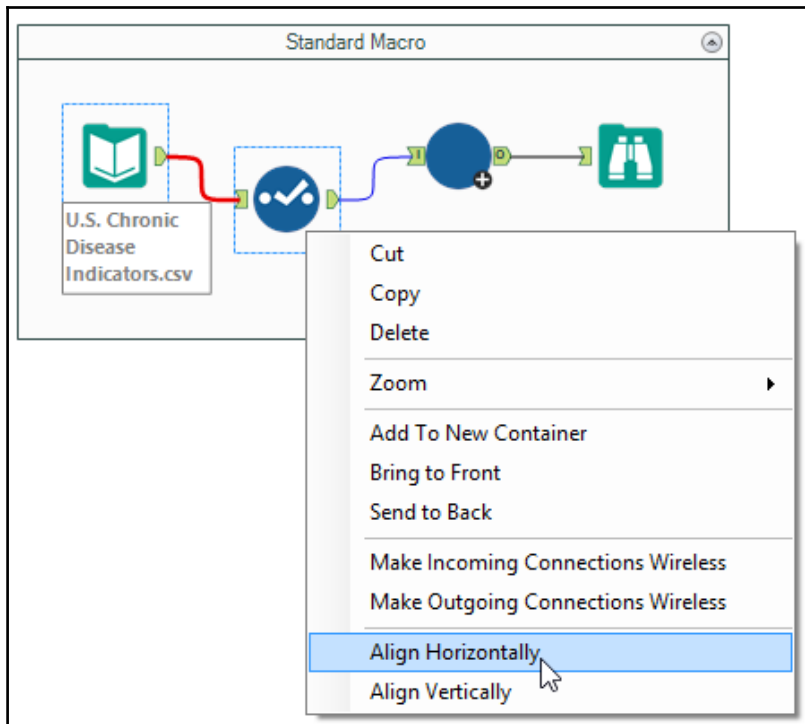 Standard Macro
I
O
U.S. Chronic
Disease
Indicators.csv
Cut
Copy
Delete
Zoom
Add To New Container
Bring to Front
Send to Back
Make Incoming Connections Wireless
Make Outgoing Connections Wireless
Align Horizontally
Align Vertically